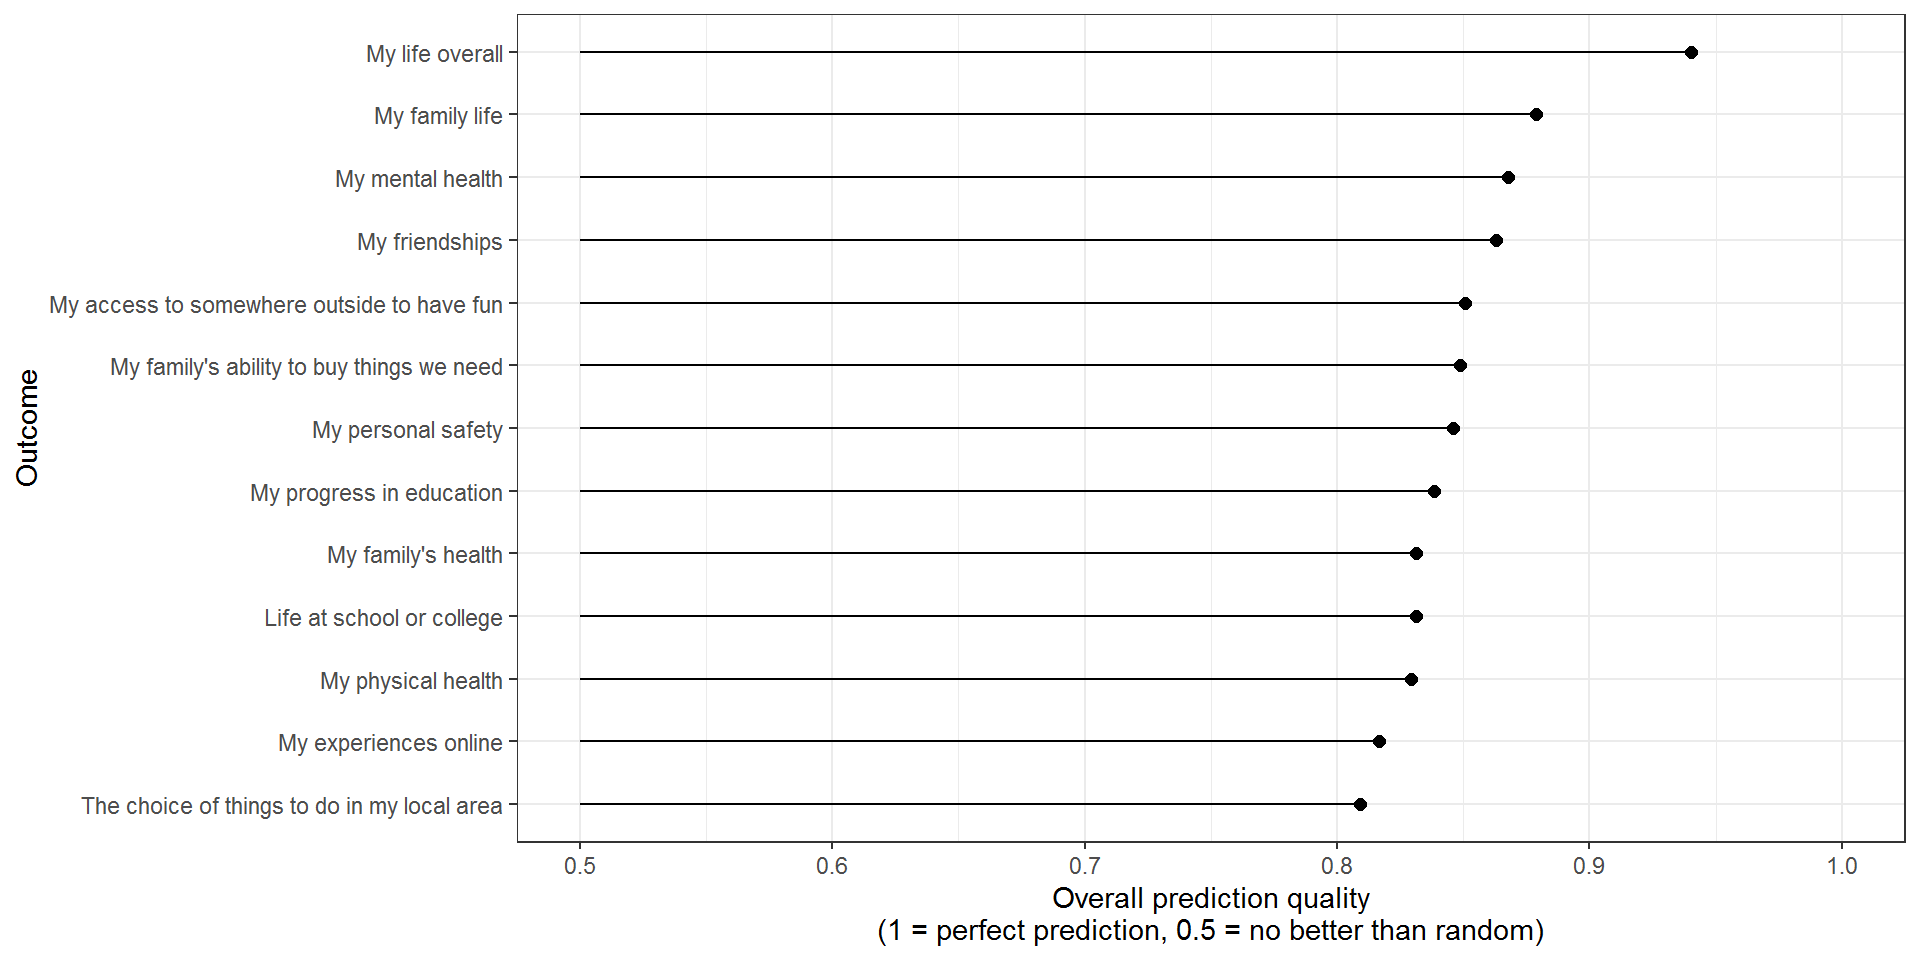 My life overall
My family life
My mental health
My friendships
My access to somewhere outside to have fun
My family's ability to buy things we need
My personal safety
My progress in education
My family's health
Life at school or college
My physical health
My experiences online
The choice of things to do in my local area
Outcome
0.5 0.6 0.7 0.8 0.9 1.0
Overall prediction quality
(1 = perfect prediction, 0.5 = no better than random)